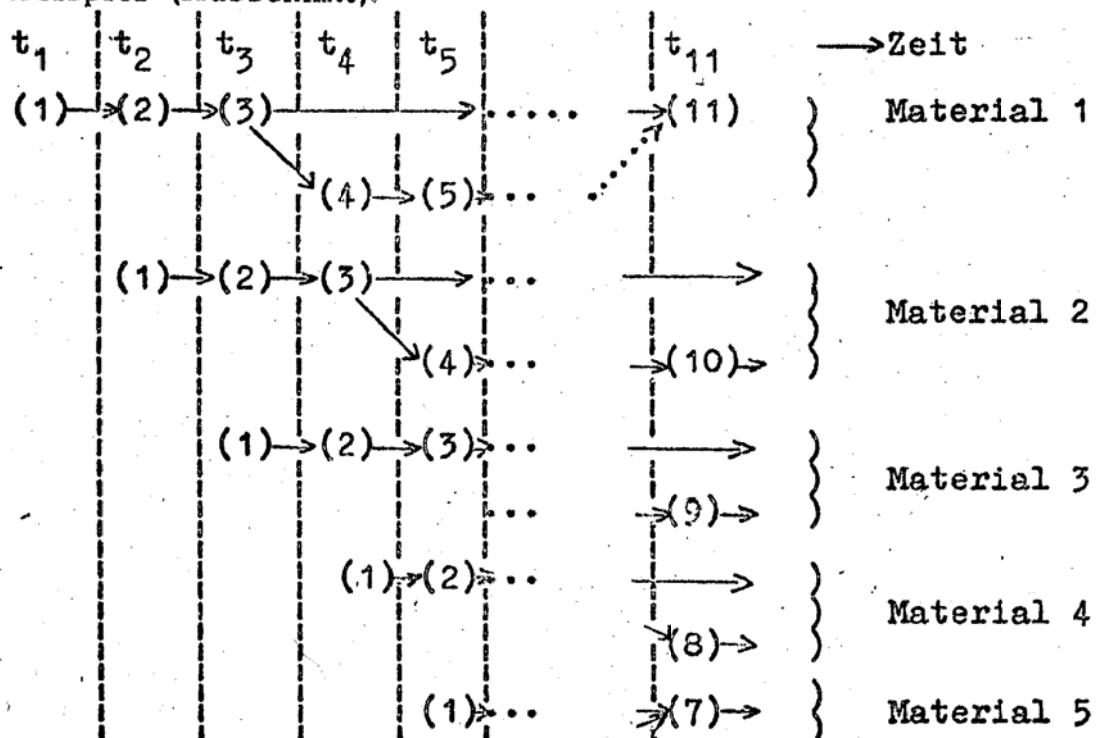 t1 t2 t3 t4 t5 t11 →Zeit
(1)→(2)→(3)→ ..... →(11) Material 1
(4)→(5)→...
(1)→(2)→(3)→ ... → Material 2
(4)→... →(10)→
(1)→(2)→(3)→... → Material 3
... →(9)→
(1)→(2)→... → Material 4
(8)→
(1)→... →(7)→ Material 5